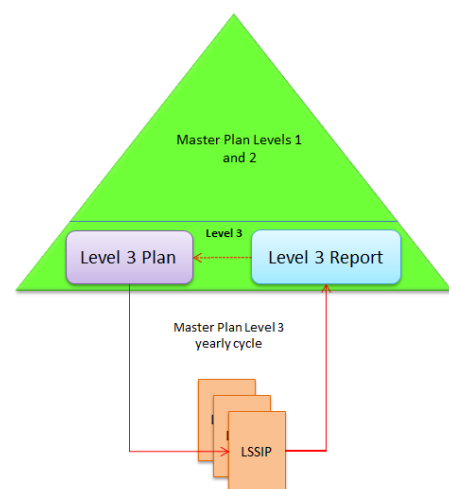 Master Plan Levels 1
and 2
Level 3
Level 3 Plan
Level 3 Report
Master Plan Level 3
yearly cycle
LSSIP